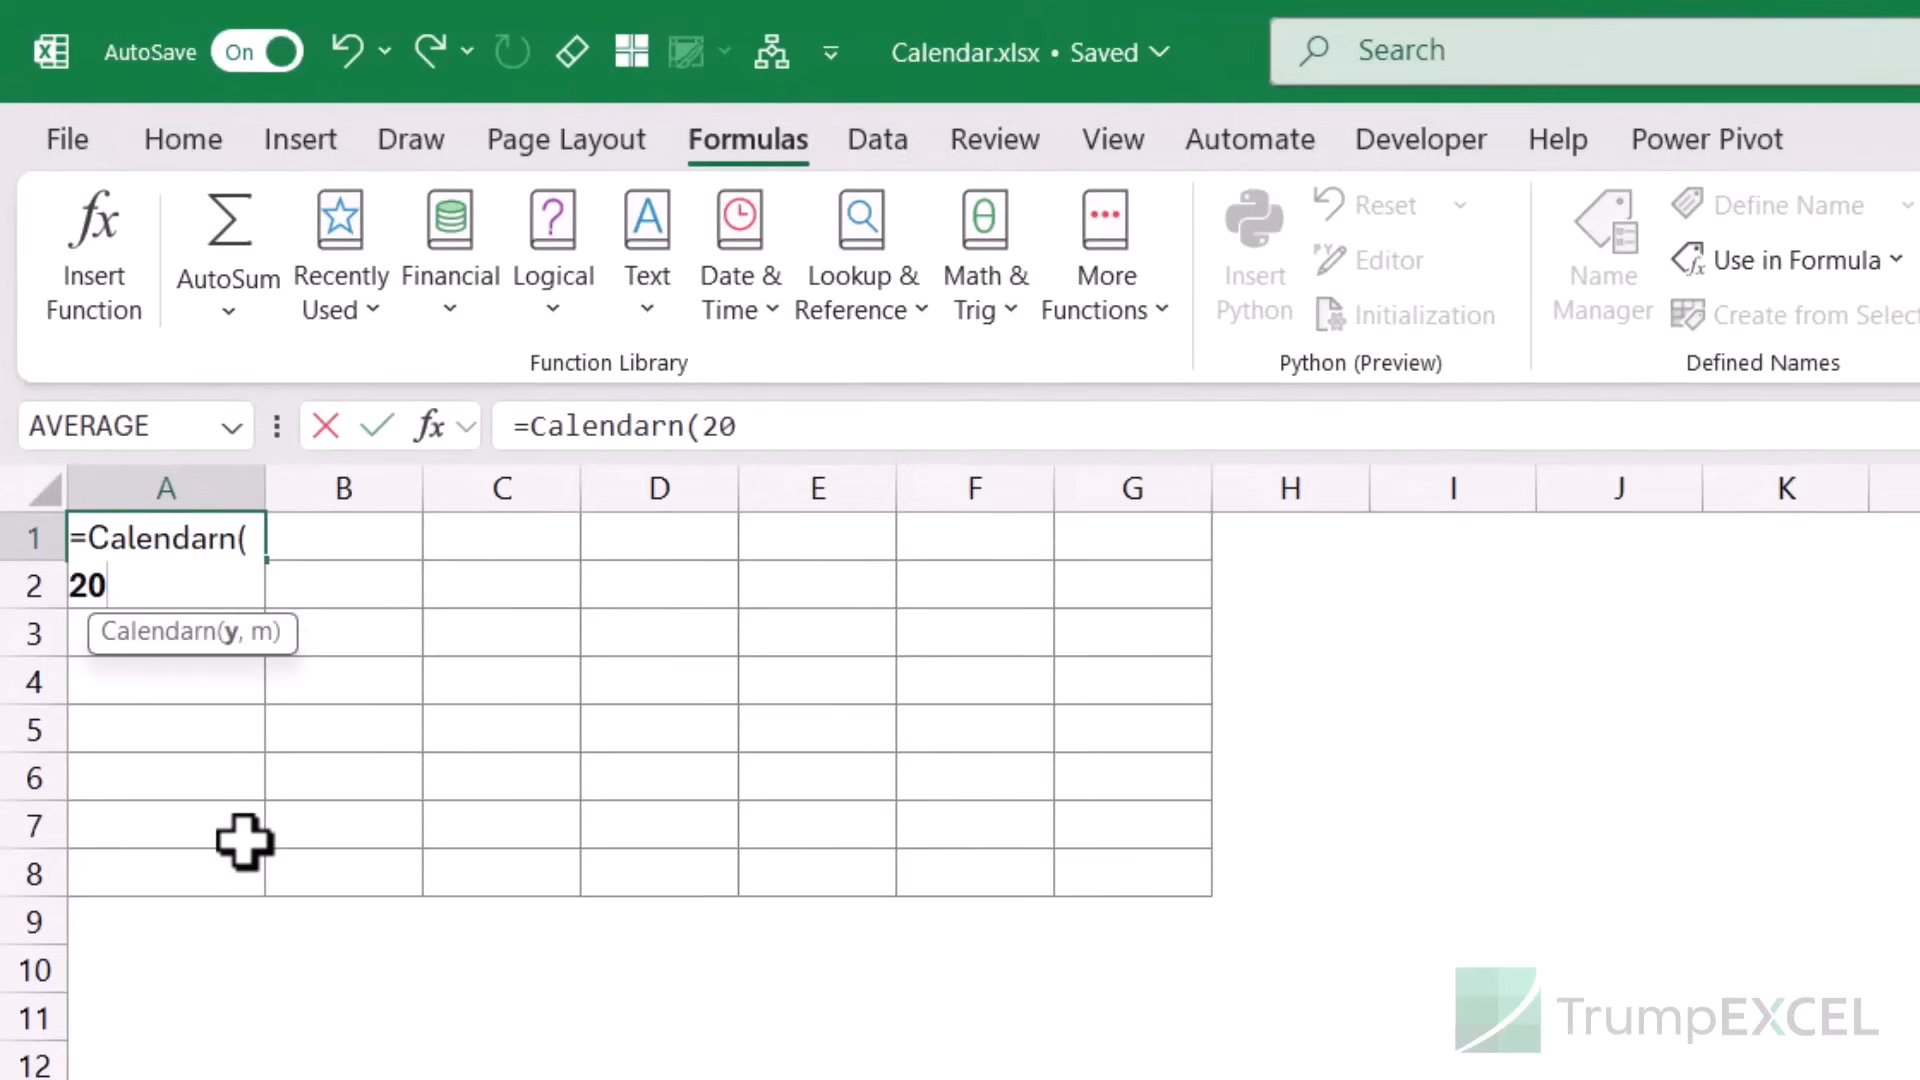 AutoSave On Calendar.xlsx • Saved Search
File Home Insert Draw Page Layout Formulas Data Review View Automate Developer Help Power Pivot
Insert Function
AutoSum
Recently Used
Financial
Logical
Text
Date & Time
Lookup & Reference
Math & Trig
More Functions
Function Library
Insert Python
Reset
Editor
Initialization
Python (Preview)
Name Manager
Define Name
Use in Formula
Create from Select
Defined Names
AVERAGE fx =Calendarn(20
A B C D E F G H I J K
1 =Calendarn(
2 20
3 Calendarn(y, m)
4
5
6
7
8
9
10
11
12
TrumpEXCEL